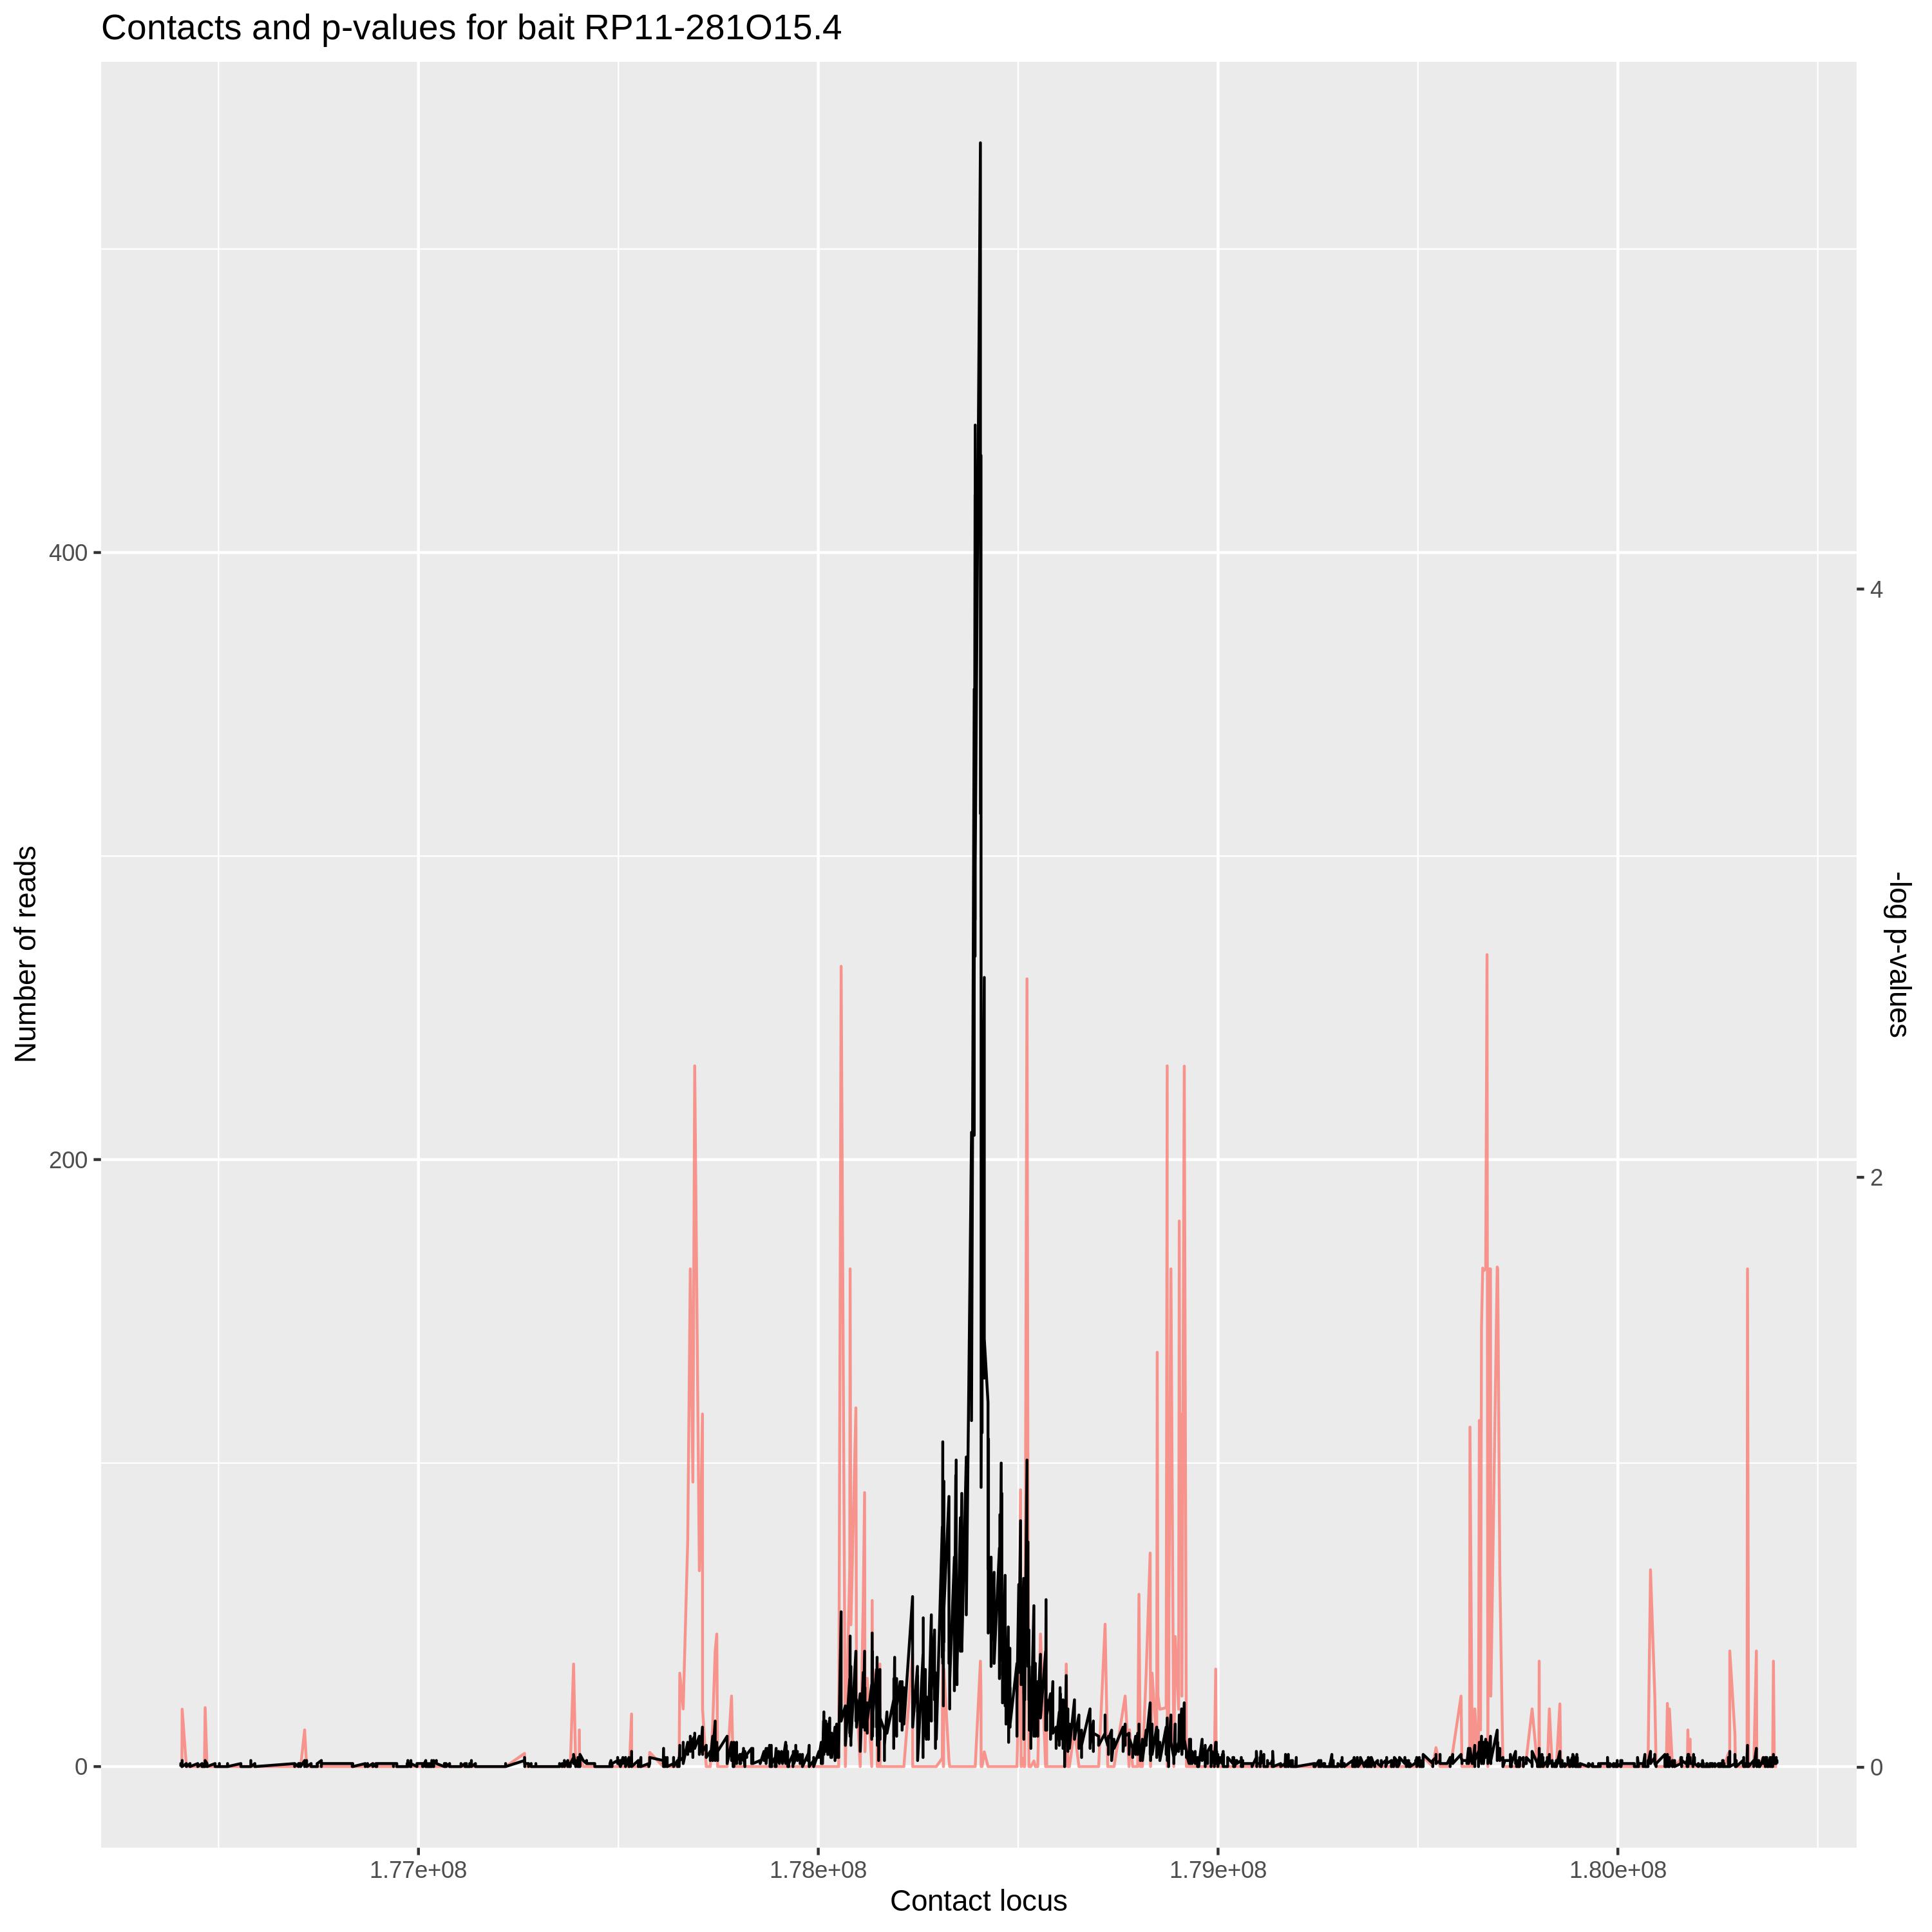 Contacts and p-values for bait RP11-281O15.4
Number of reads
400
200
0
4
2
0
-log p-values
1.77e+08
1.78e+08
1.79e+08
1.80e+08
Contact locus